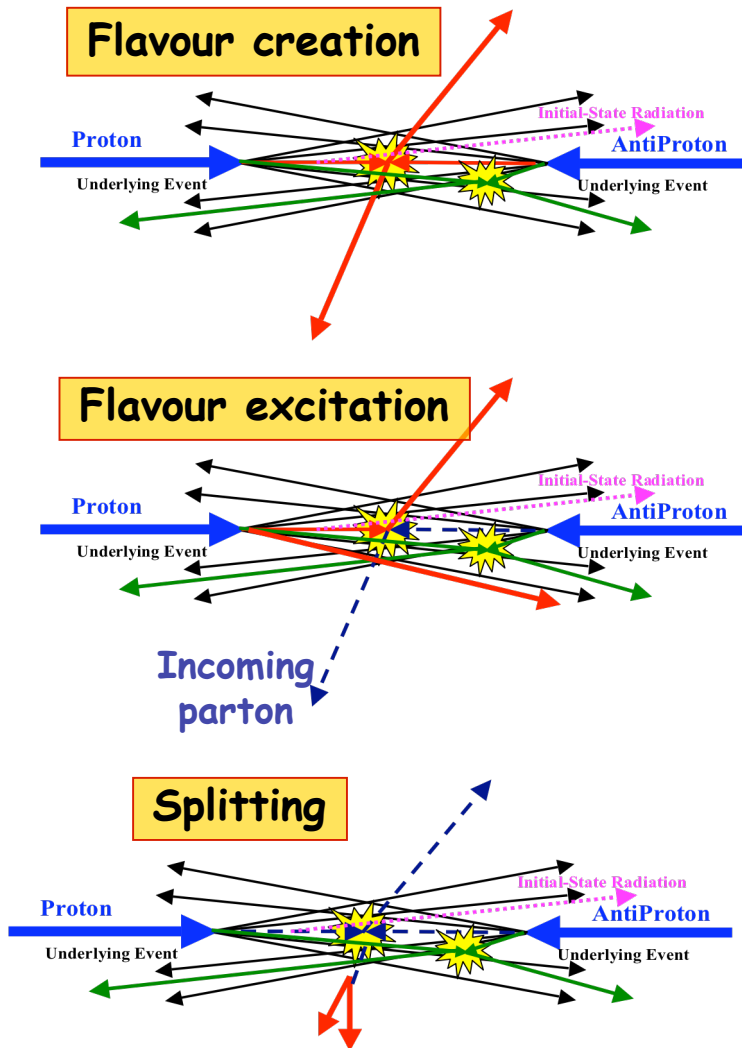 Flavour creation
Initial-State Radiation
Proton
AntiProton
Underlying Event
Underlying Event
Flavour excitation
Initial-State Radiation
Proton
AntiProton
Underlying Event
Underlying Event
Incoming
parton
Splitting
Initial-State Radiation
Proton
AntiProton
Underlying Event
Underlying Event